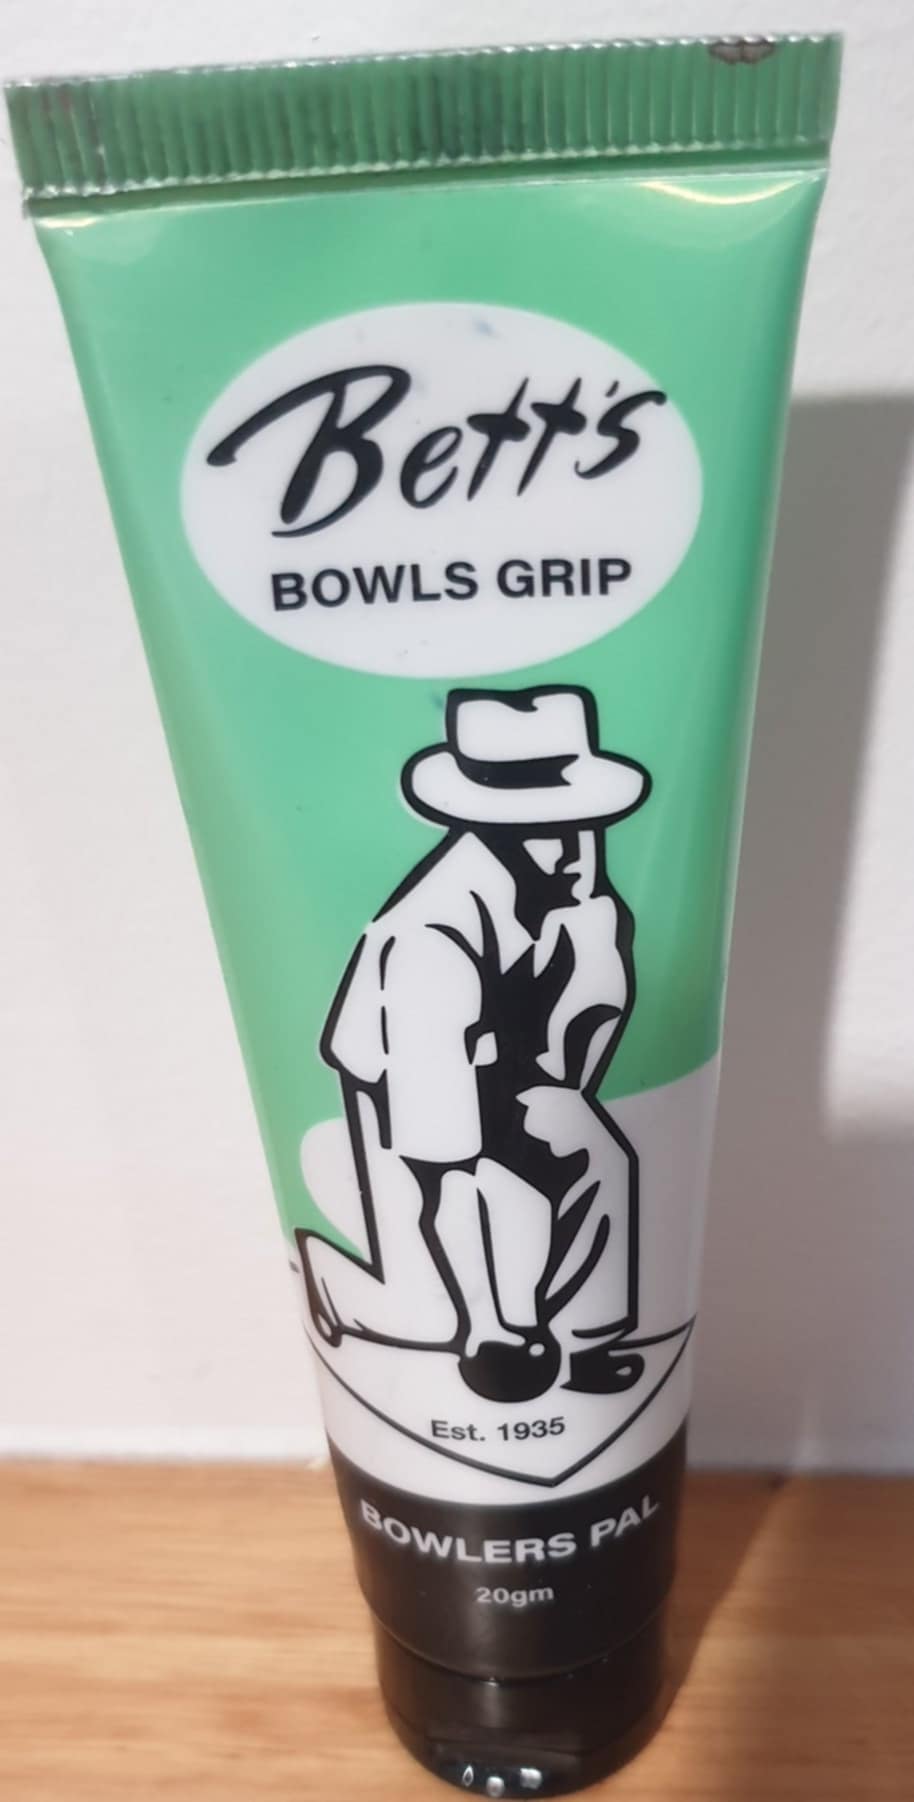 Bett's
BOWLS GRIP
Est. 1935
BOWLERS PAL
20gm